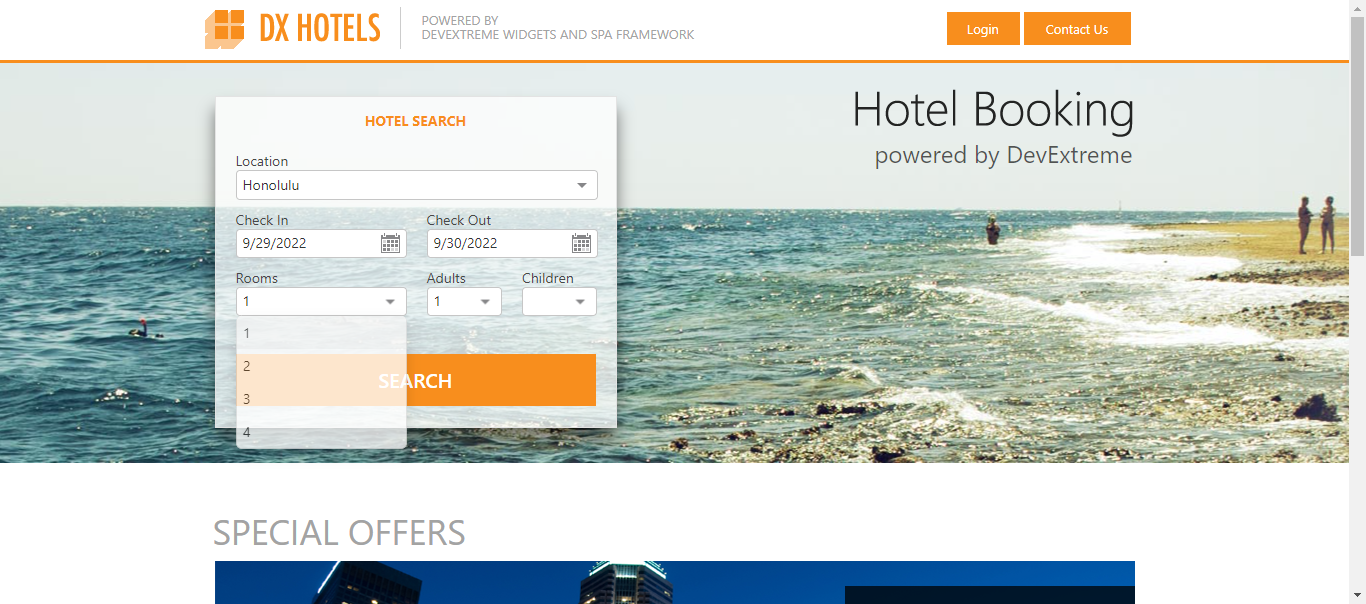 DX HOTELS
POWERED BY
DEVEXTREME WIDGETS AND SPA FRAMEWORK
Login
Contact Us
Hotel Booking
powered by DevExtreme
HOTEL SEARCH
Location
Honolulu
Check In
Check Out
9/29/2022
9/30/2022
Rooms
Adults
Children
1
1
1
2
3
4
SEARCH
SPECIAL OFFERS